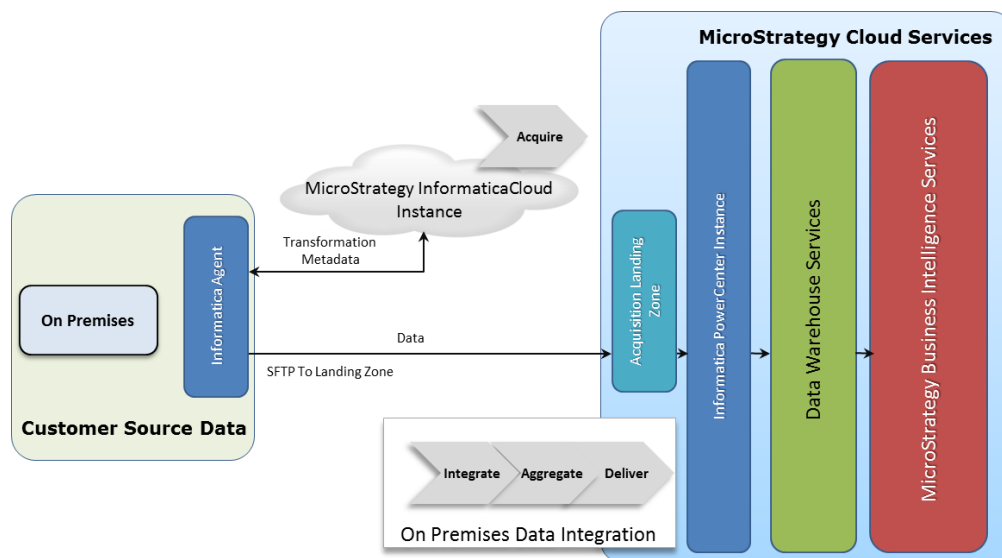 MicroStrategy Cloud Services
Acquire
MicroStrategy InformaticaCloud
Instance
Transformation
Metadata
On Premises
Informatica Agent
Customer Source Data
Data
SFTP To Landing Zone
Acquisition Landing
Zone
Informatica PowerCenter Instance
Data Warehouse Services
MicroStrategy Business Intelligence Services
Integrate
Aggregate
Deliver
On Premises Data Integration